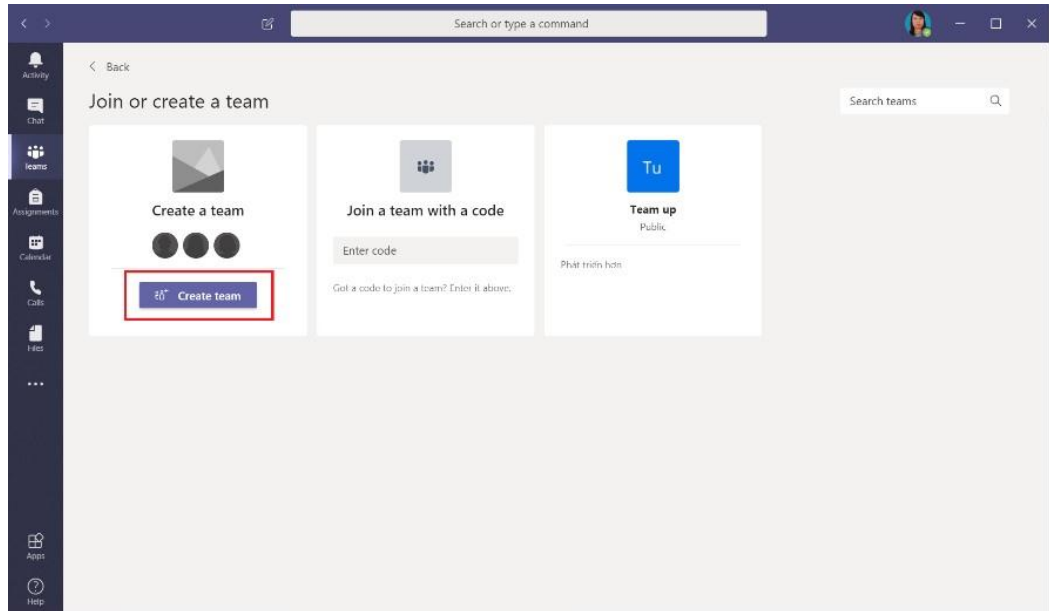 Search or type a command
Activity
Chat
Teams
Assignments
Calendar
Calls
Files
Apps
Help
Back
Join or create a team
Search teams
Create a team
Create team
Join a team with a code
Enter code
Got a code to join a team? Enter it above.
Tu
Team up
Public
Phát triển hơn